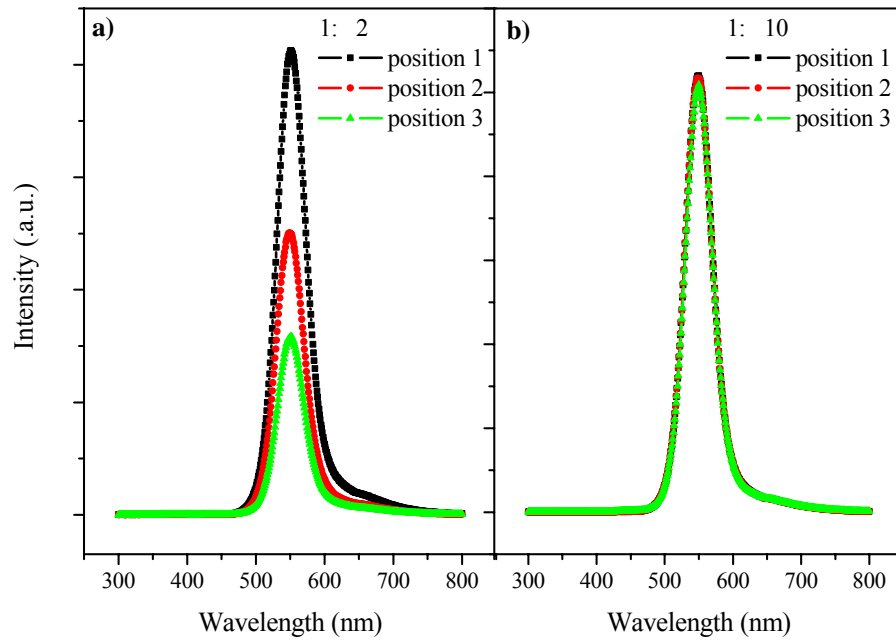 a) 1: 2
position 1
position 2
position 3
b) 1: 10
position 1
position 2
position 3
Intensity (.a.u.)
300 400 500 600 700 800
300 400 500 600 700 800
Wavelength (nm)
Wavelength (nm)